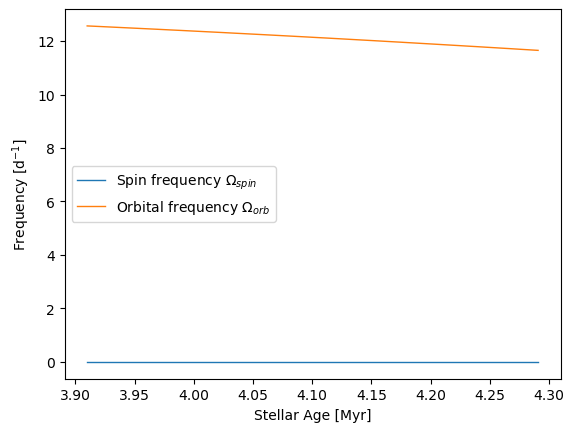 12
10
8
6
4
2
0
Frequency [d⁻¹]
Spin frequency Ω_spin
Orbital frequency Ω_orb
3.90 3.95 4.00 4.05 4.10 4.15 4.20 4.25 4.30
Stellar Age [Myr]